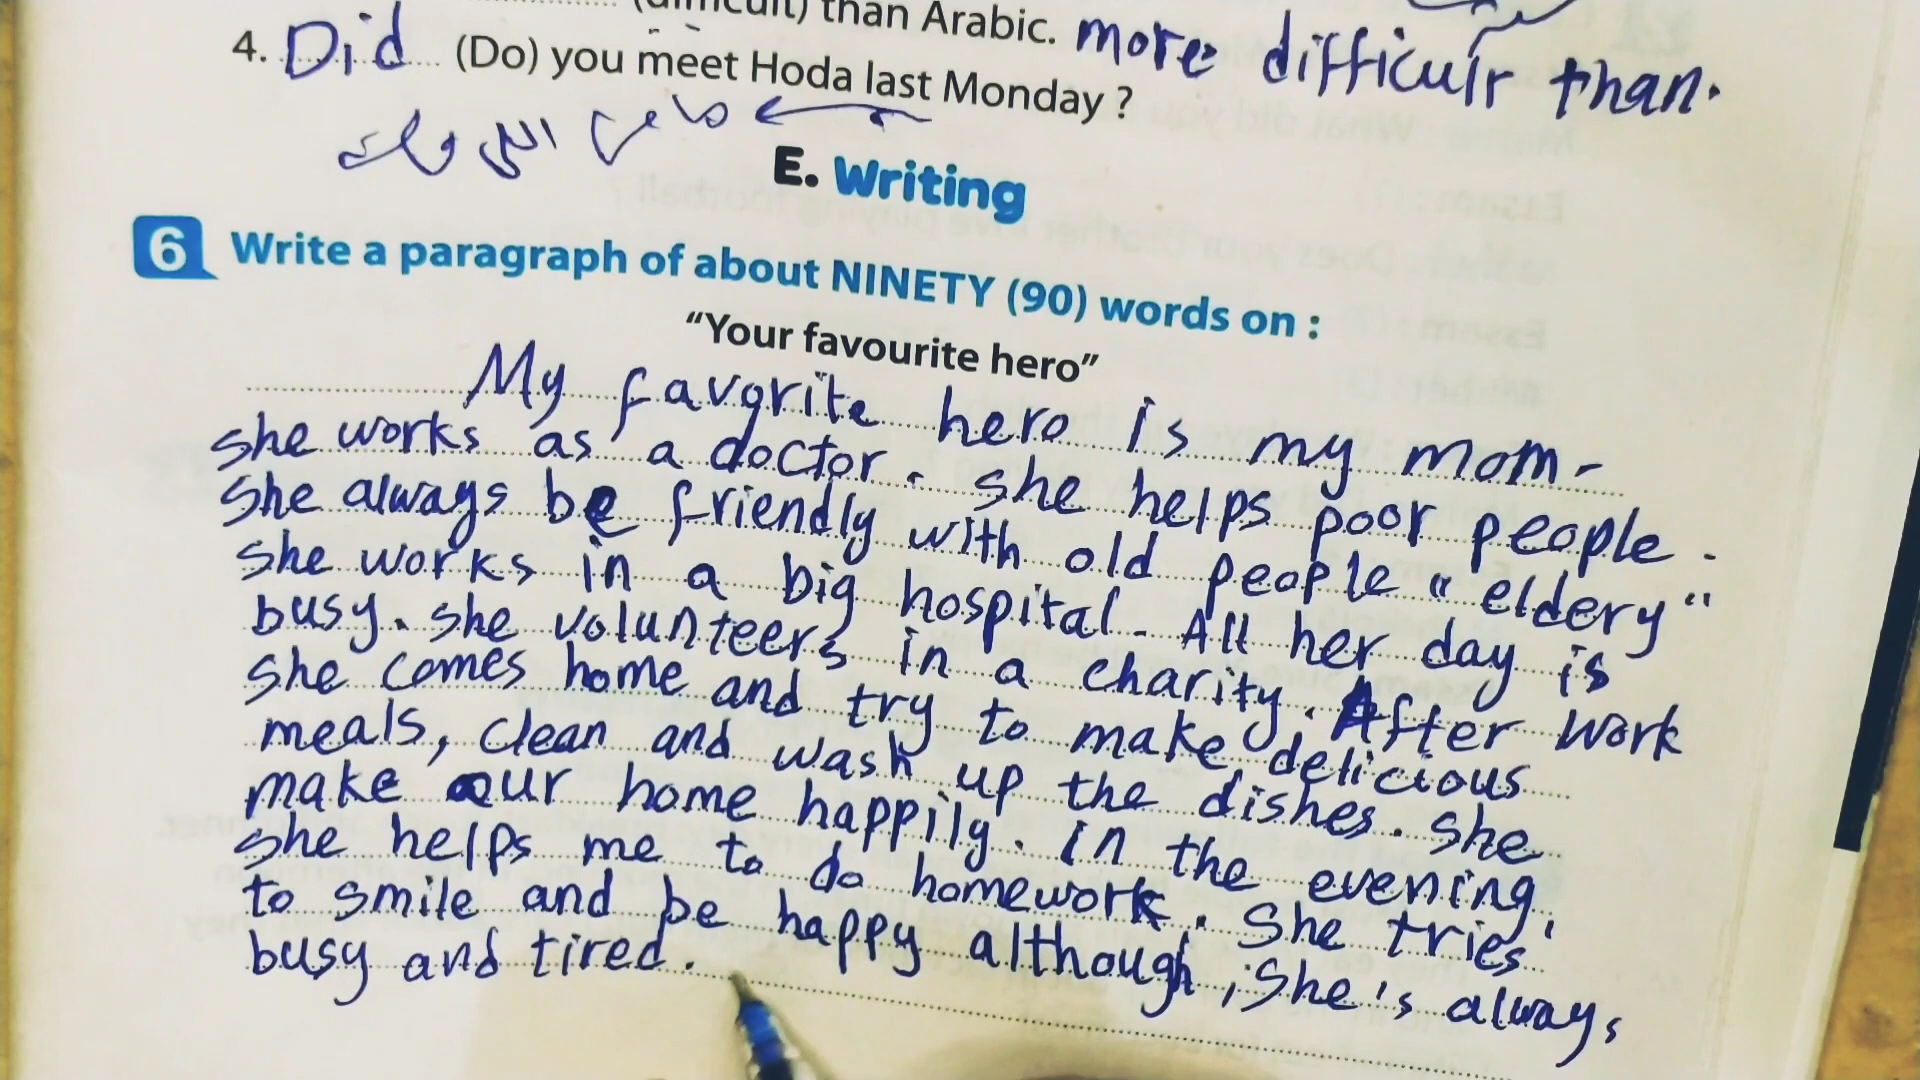 (difficult) than Arabic. more difficult than.
4. Did (Do) you meet Hoda last Monday ?
E. Writing
6 Write a paragraph of about NINETY (90) words on :
"Your favourite hero"
My favorite hero is my mom.
she works as a doctor. she helps poor people.
she always be friendly with old people "eldery"
she works in a big hospital. All her day is
busy. she volunteers in a charity. After work
she comes home and try to make delicious
meals, clean and wash up the dishes. she
make our home happily. in the evening,
she helps me to do homework. She tries
to smile and be happy although, she's always
busy and tired.